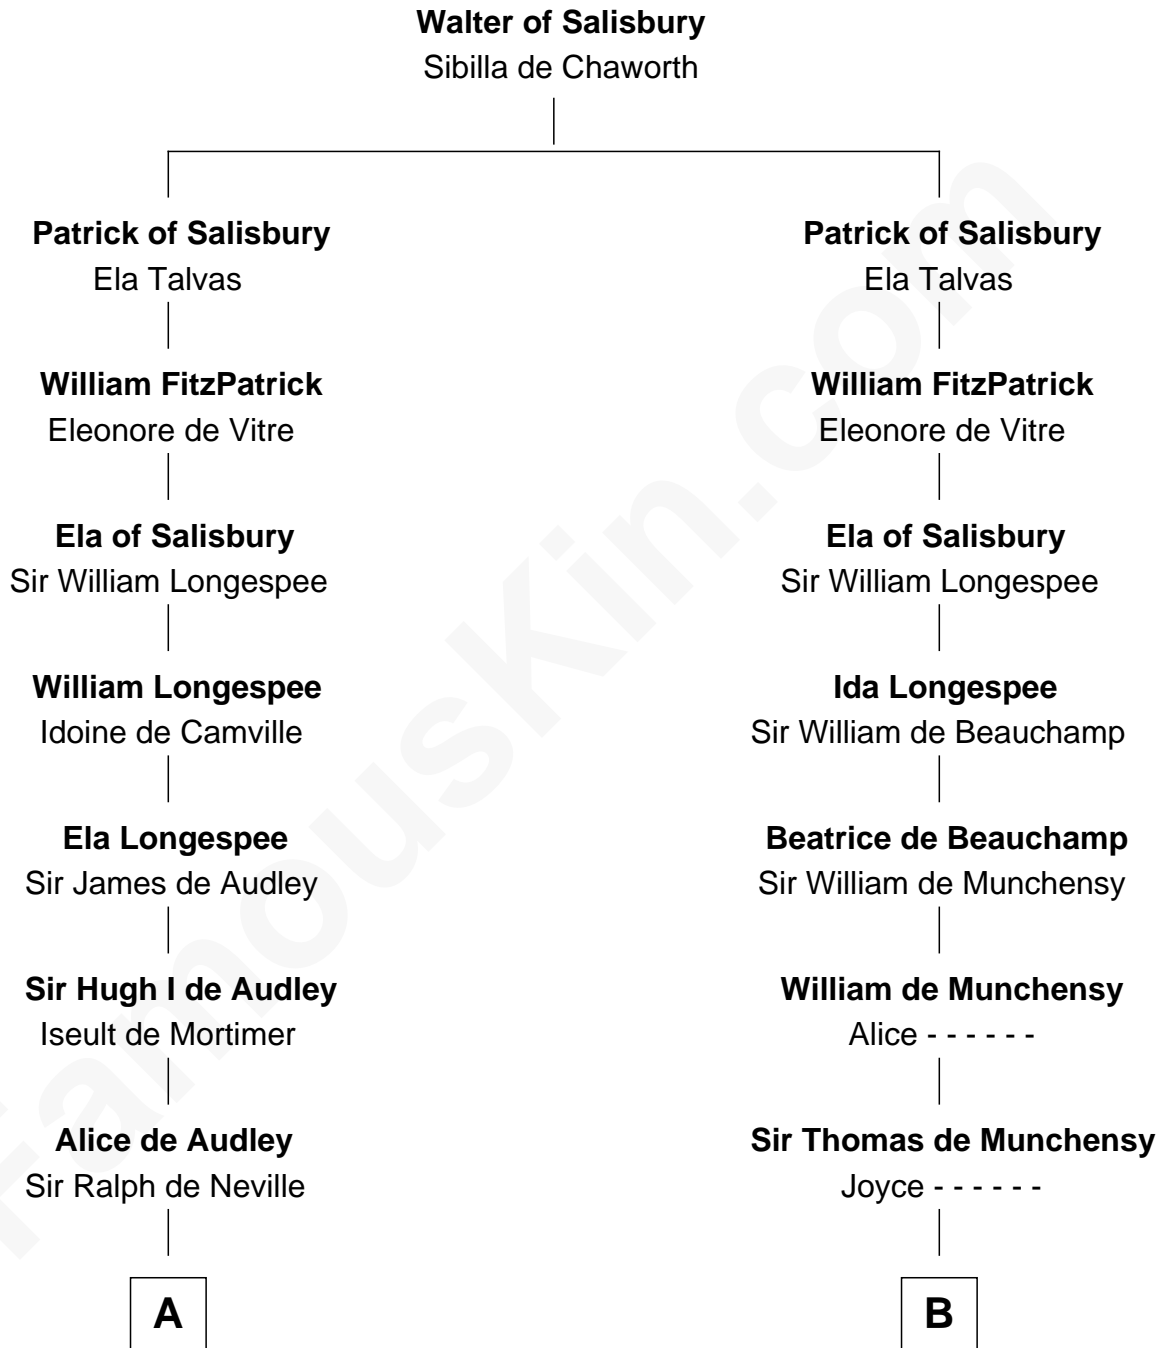 Walter of Salisbury
Sibilla de Chaworth
Patrick of Salisbury
Ela Talvas
Patrick of Salisbury
Ela Talvas
William FitzPatrick
Eleonore de Vitre
William FitzPatrick
Eleonore de Vitre
Ela of Salisbury
Sir William Longespee
Ela of Salisbury
Sir William Longespee
William Longespee
Idoine de Camville
Ida Longespee
Sir William de Beauchamp
Ela Longespee
Sir James de Audley
Beatrice de Beauchamp
Sir William de Munchensy
Sir Hugh I de Audley
Iseult de Mortimer
William de Munchensy
Alice - - - - - -
Alice de Audley
Sir Ralph de Neville
Sir Thomas de Munchensy
Joyce - - - - - -
A
B
FamousKin.com